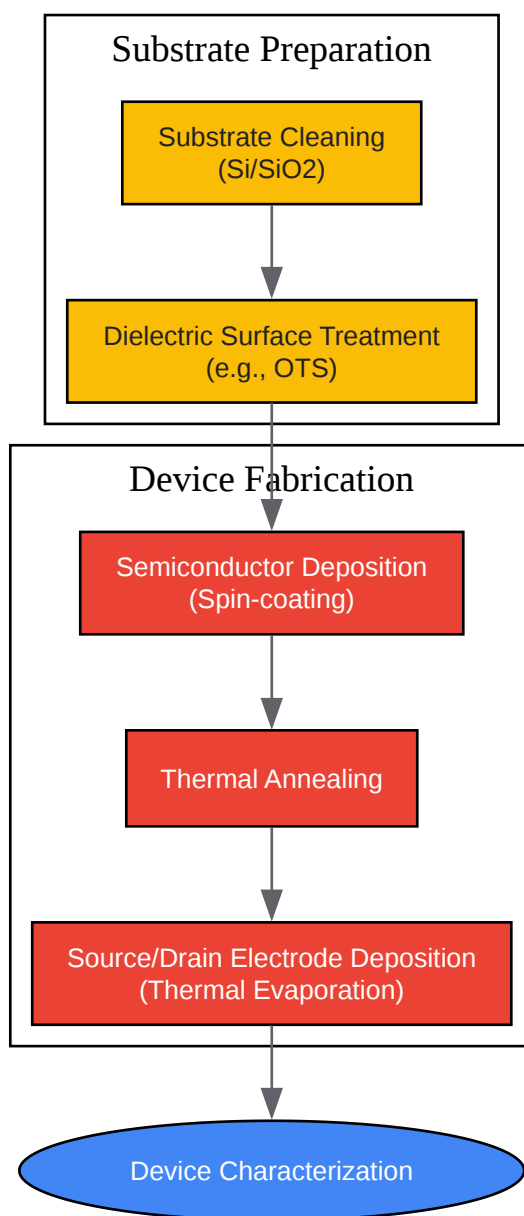 Substrate Preparation
Substrate Cleaning
(Si/SiO2)
Dielectric Surface Treatment
(e.g., OTS)
Device Fabrication
Semiconductor Deposition
(Spin-coating)
Thermal Annealing
Source/Drain Electrode Deposition
(Thermal Evaporation)
Device Characterization